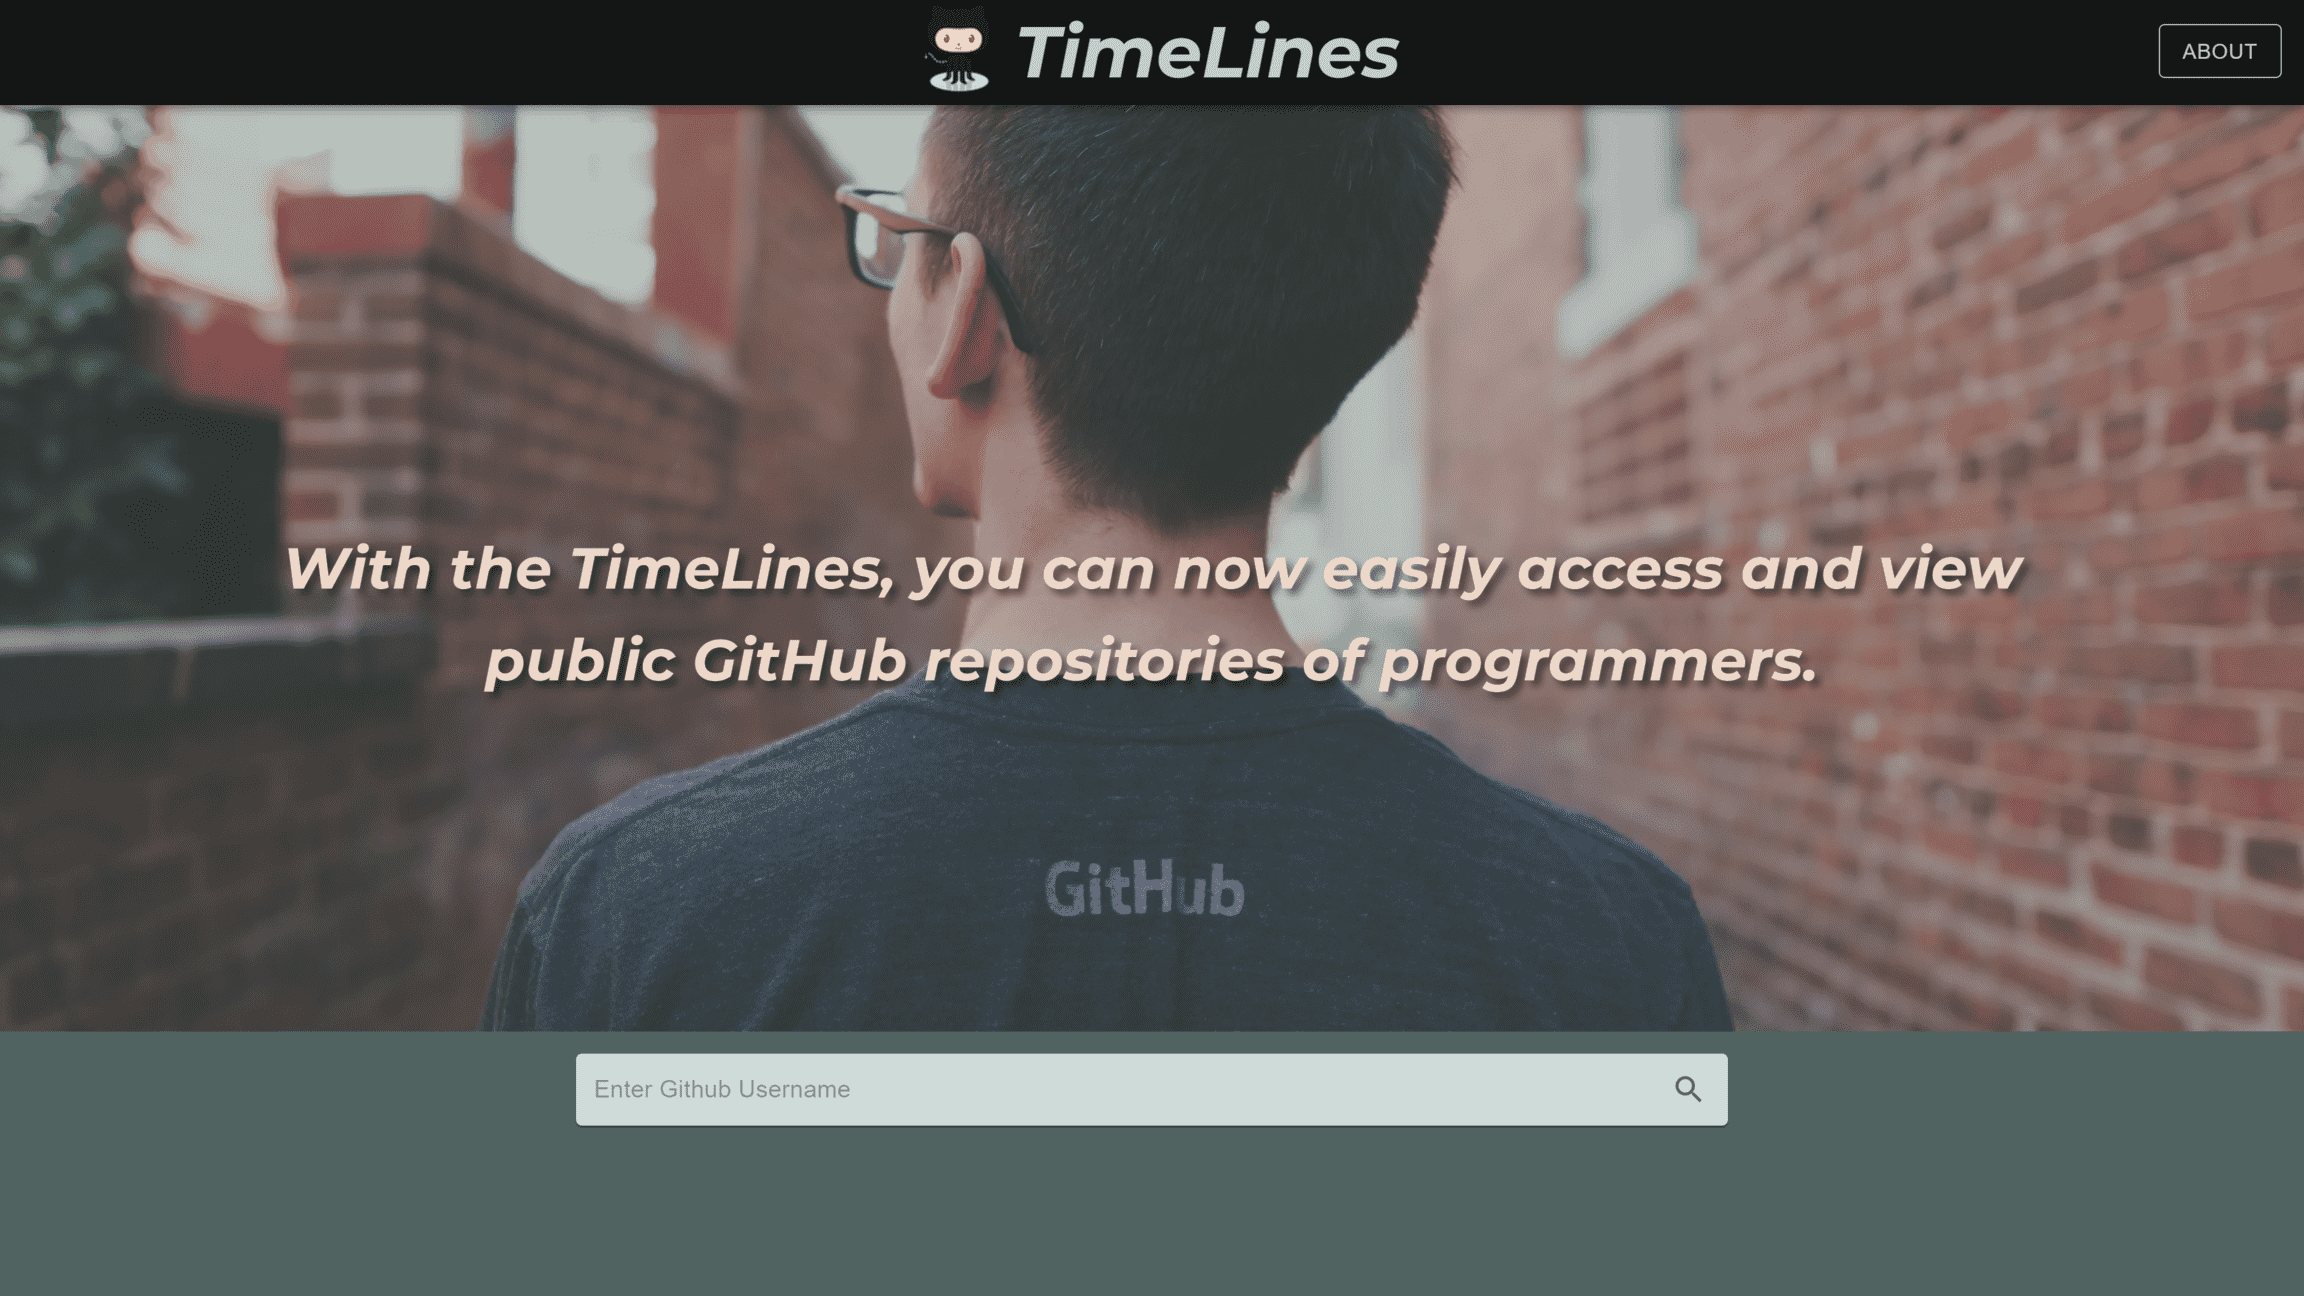 TimeLines
ABOUT
With the TimeLines, you can now easily access and view
public GitHub repositories of programmers.
GitHub
Enter Github Username